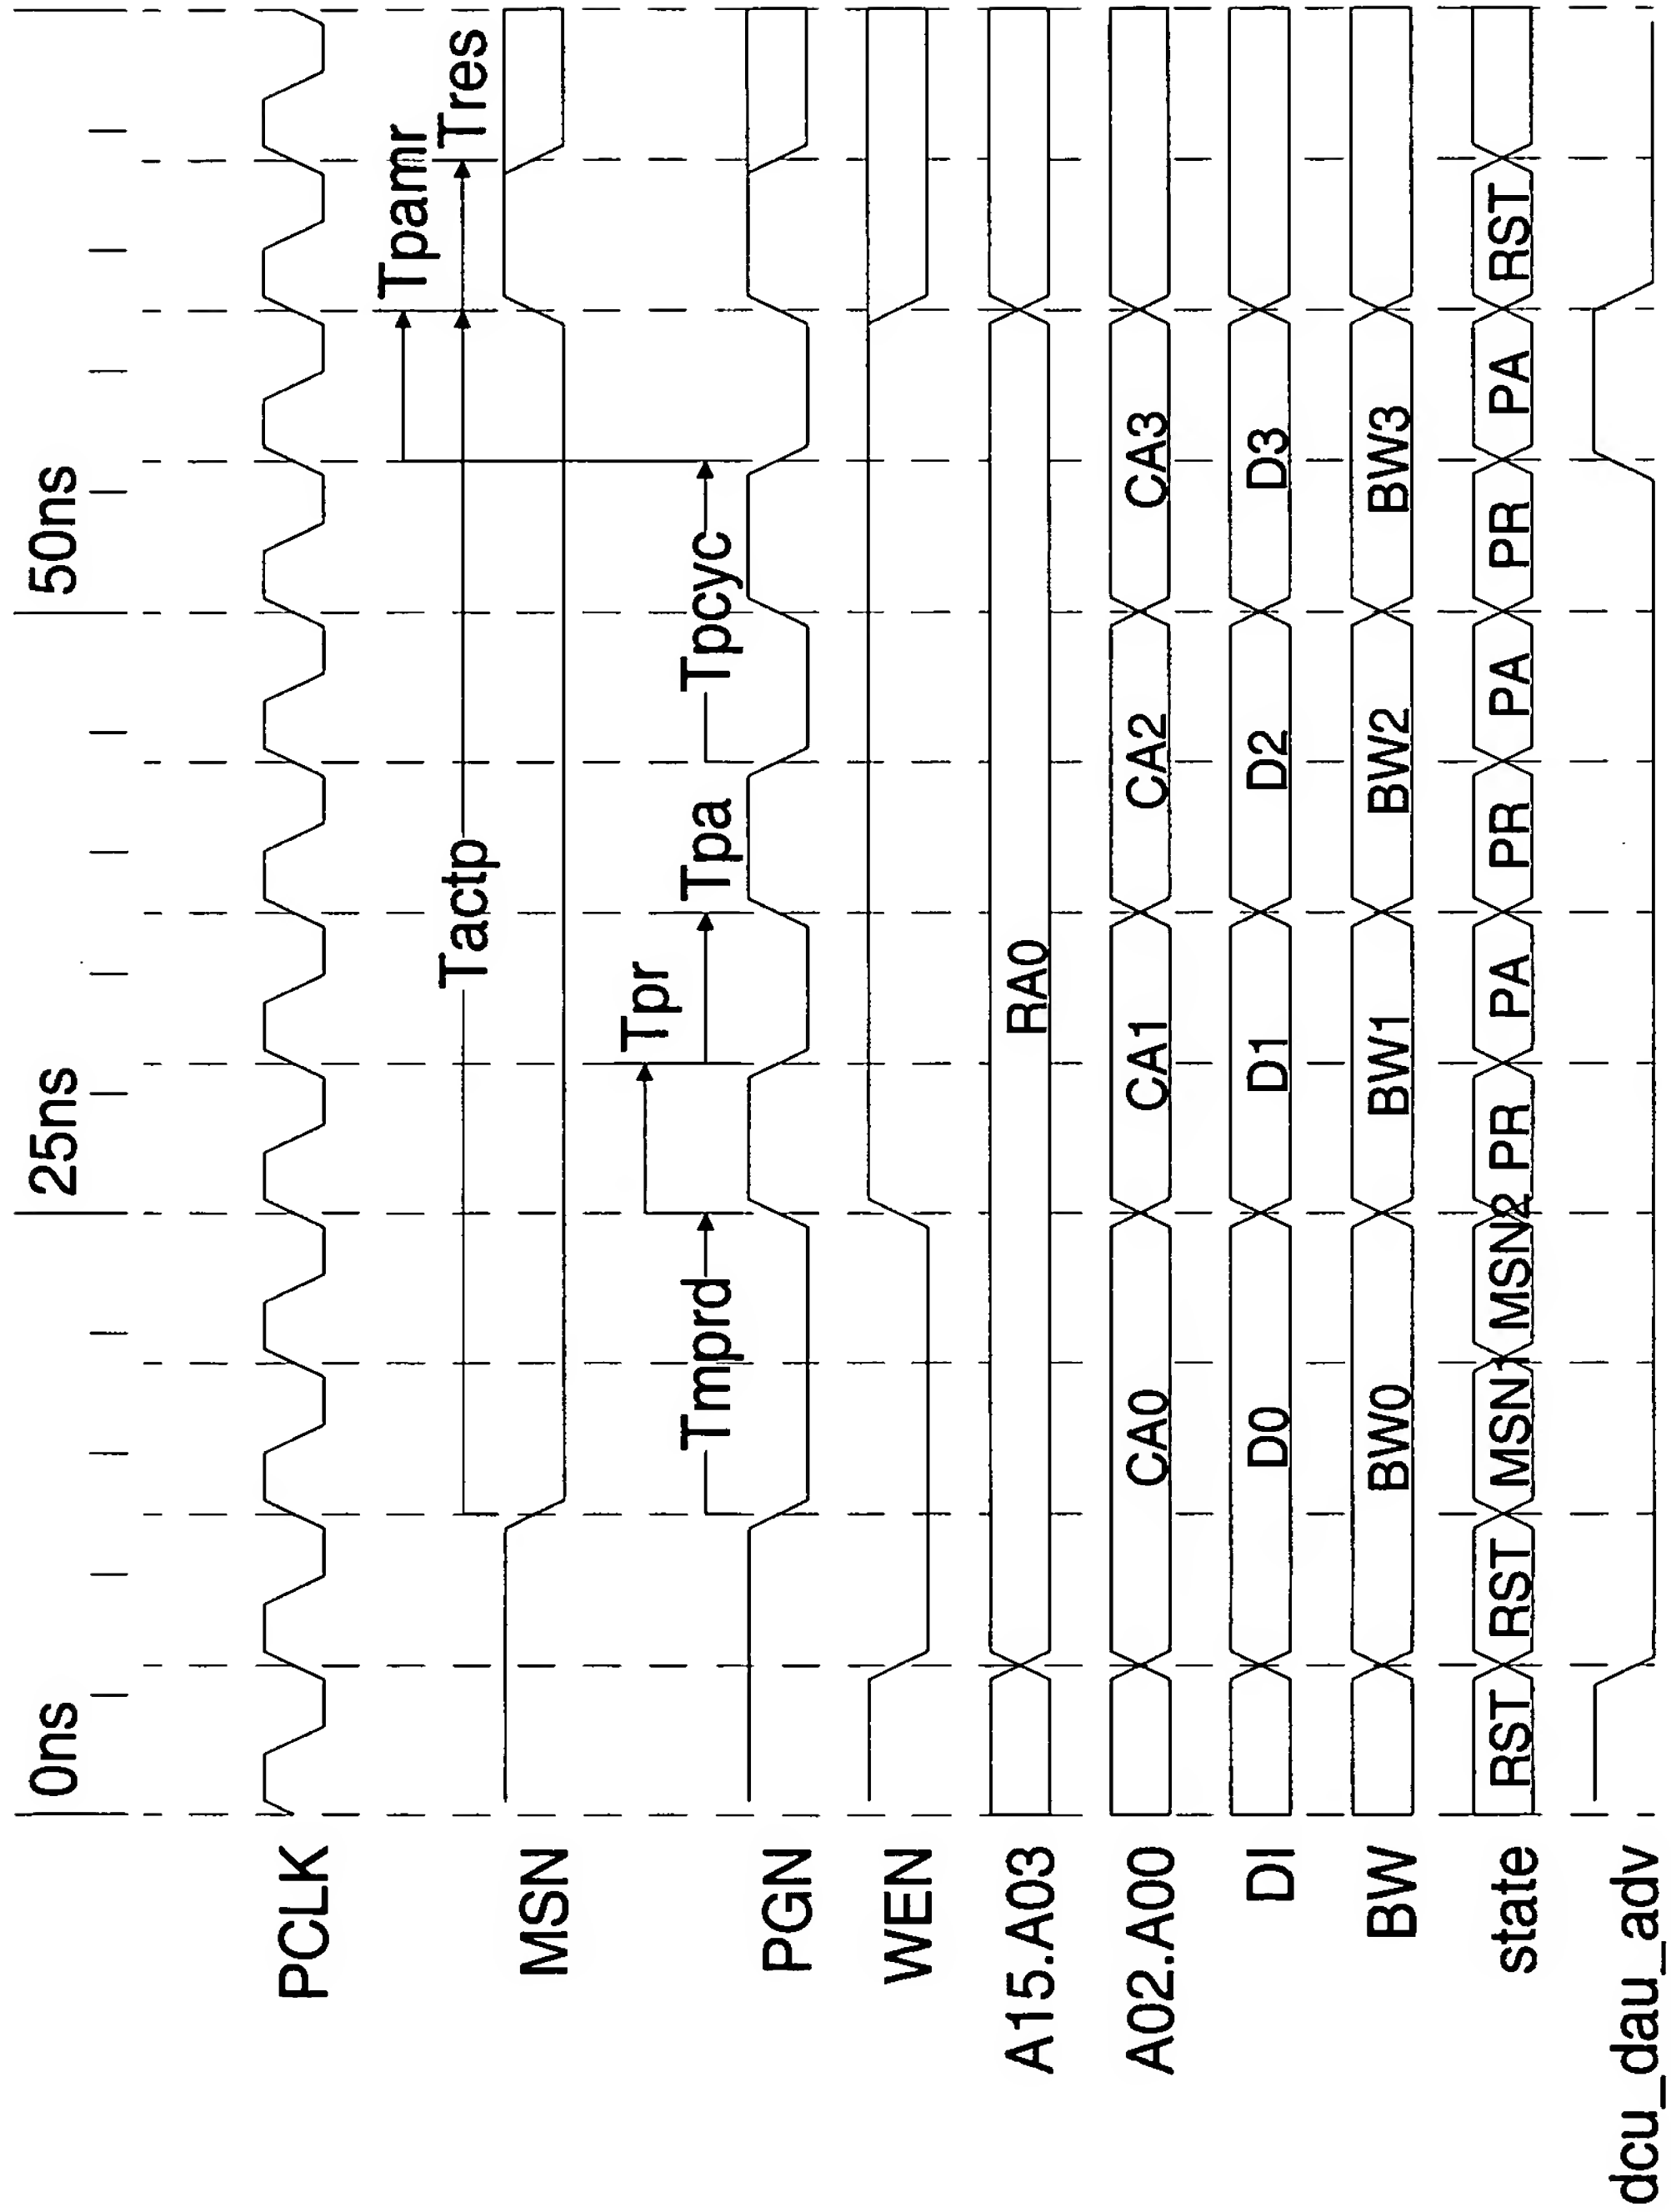 0ns 25ns 50ns
PCLK
Tpamr
MSN Tactp Tres
Tpr
PGN Tmprd Tpa Tpcyc
WEN
A15.A03 RA0
A02.A00 CA0 CA1 CA2 CA3
DI D0 D1 D2 D3
BW BW0 BW1 BW2 BW3
state RST RST MSN1 MSN2 PR PA PR PA PR PA RST
dcu_dau_adv